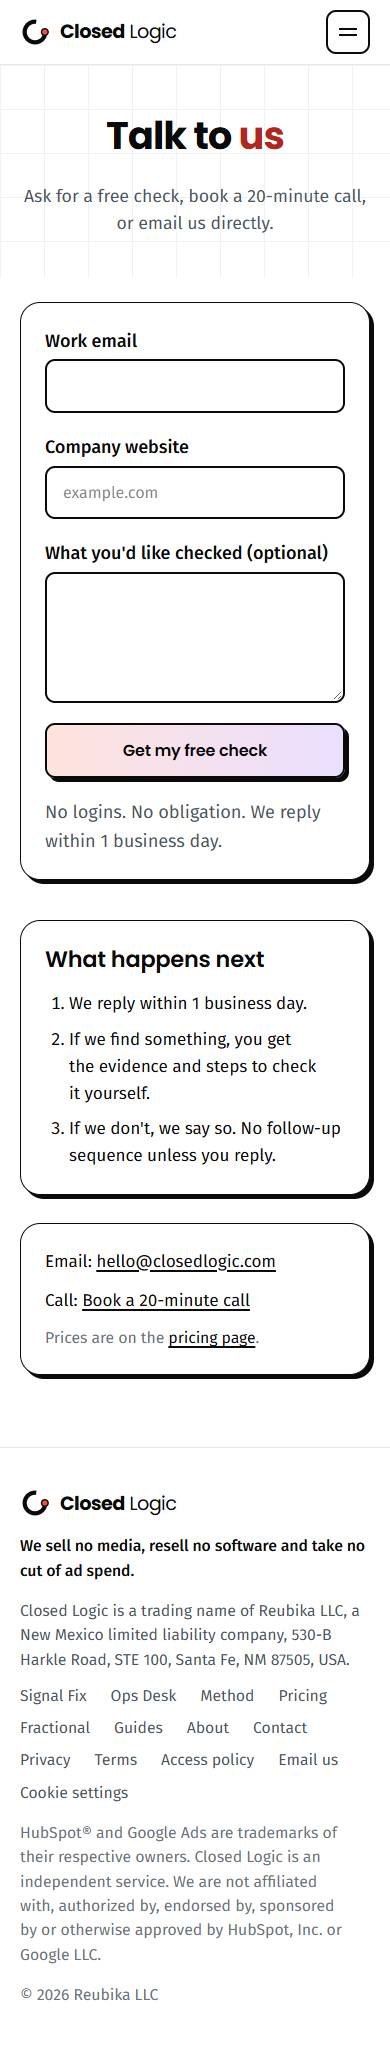 Closed Logic
Talk to us
Ask for a free check, book a 20-minute call,
or email us directly.
Work email
Company website
example.com
What you'd like checked (optional)
Get my free check
No logins. No obligation. We reply
within 1 business day.
What happens next
1. We reply within 1 business day.
2. If we find something, you get
the evidence and steps to check
it yourself.
3. If we don't, we say so. No follow-up
sequence unless you reply.
Email: hello@closedlogic.com
Call: Book a 20-minute call
Prices are on the pricing page.
Closed Logic
We sell no media, resell no software and take no
cut of ad spend.
Closed Logic is a trading name of Reubika LLC, a
New Mexico limited liability company, 530-B
Harkle Road, STE 100, Santa Fe, NM 87505, USA.
Signal Fix Ops Desk Method Pricing
Fractional Guides About Contact
Privacy Terms Access policy Email us
Cookie settings
HubSpot® and Google Ads are trademarks of
their respective owners. Closed Logic is an
independent service. We are not affiliated
with, authorized by, endorsed by, sponsored
by or otherwise approved by HubSpot, Inc. or
Google LLC.
© 2026 Reubika LLC